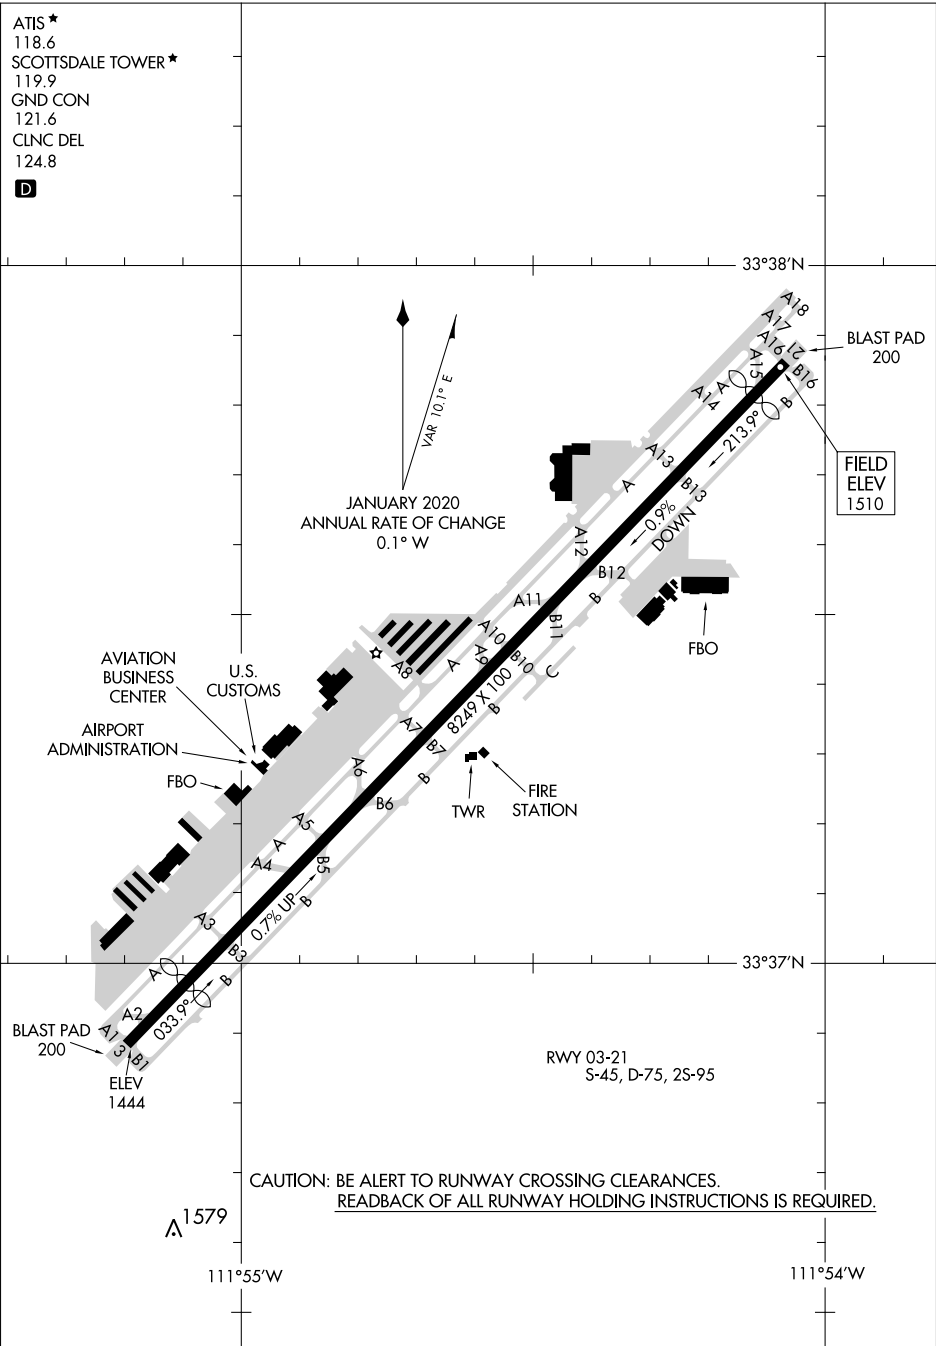 ATIS ★
118.6
SCOTTSDALE TOWER ★
119.9
GND CON
121.6
CLNC DEL
124.8
D
33°38'N
A18
A17
A16
21
BLAST PAD
200
A15
B16
A
A14
B
213.9°
VAR 10.1° E
FIELD
ELEV
1510
JANUARY 2020
ANNUAL RATE OF CHANGE
0.1° W
A13
A
B13
0.9%
DOWN
A12
B12
B
A11
B11
FBO
A10
A9
B10
C
A8
A
8249 X 100
B
AVIATION
BUSINESS
CENTER
U.S.
CUSTOMS
AIRPORT
ADMINISTRATION
FBO
A7
B7
B
A6
B6
TWR
FIRE
STATION
A5
A
A4
B5
B
0.7% UP
A3
B3
33°37'N
A
B
033.9°
A2
A1
3
B1
BLAST PAD
200
ELEV
1444
RWY 03-21
S-45, D-75, 2S-95
CAUTION: BE ALERT TO RUNWAY CROSSING CLEARANCES.
READBACK OF ALL RUNWAY HOLDING INSTRUCTIONS IS REQUIRED.
1579
111°55'W
111°54'W